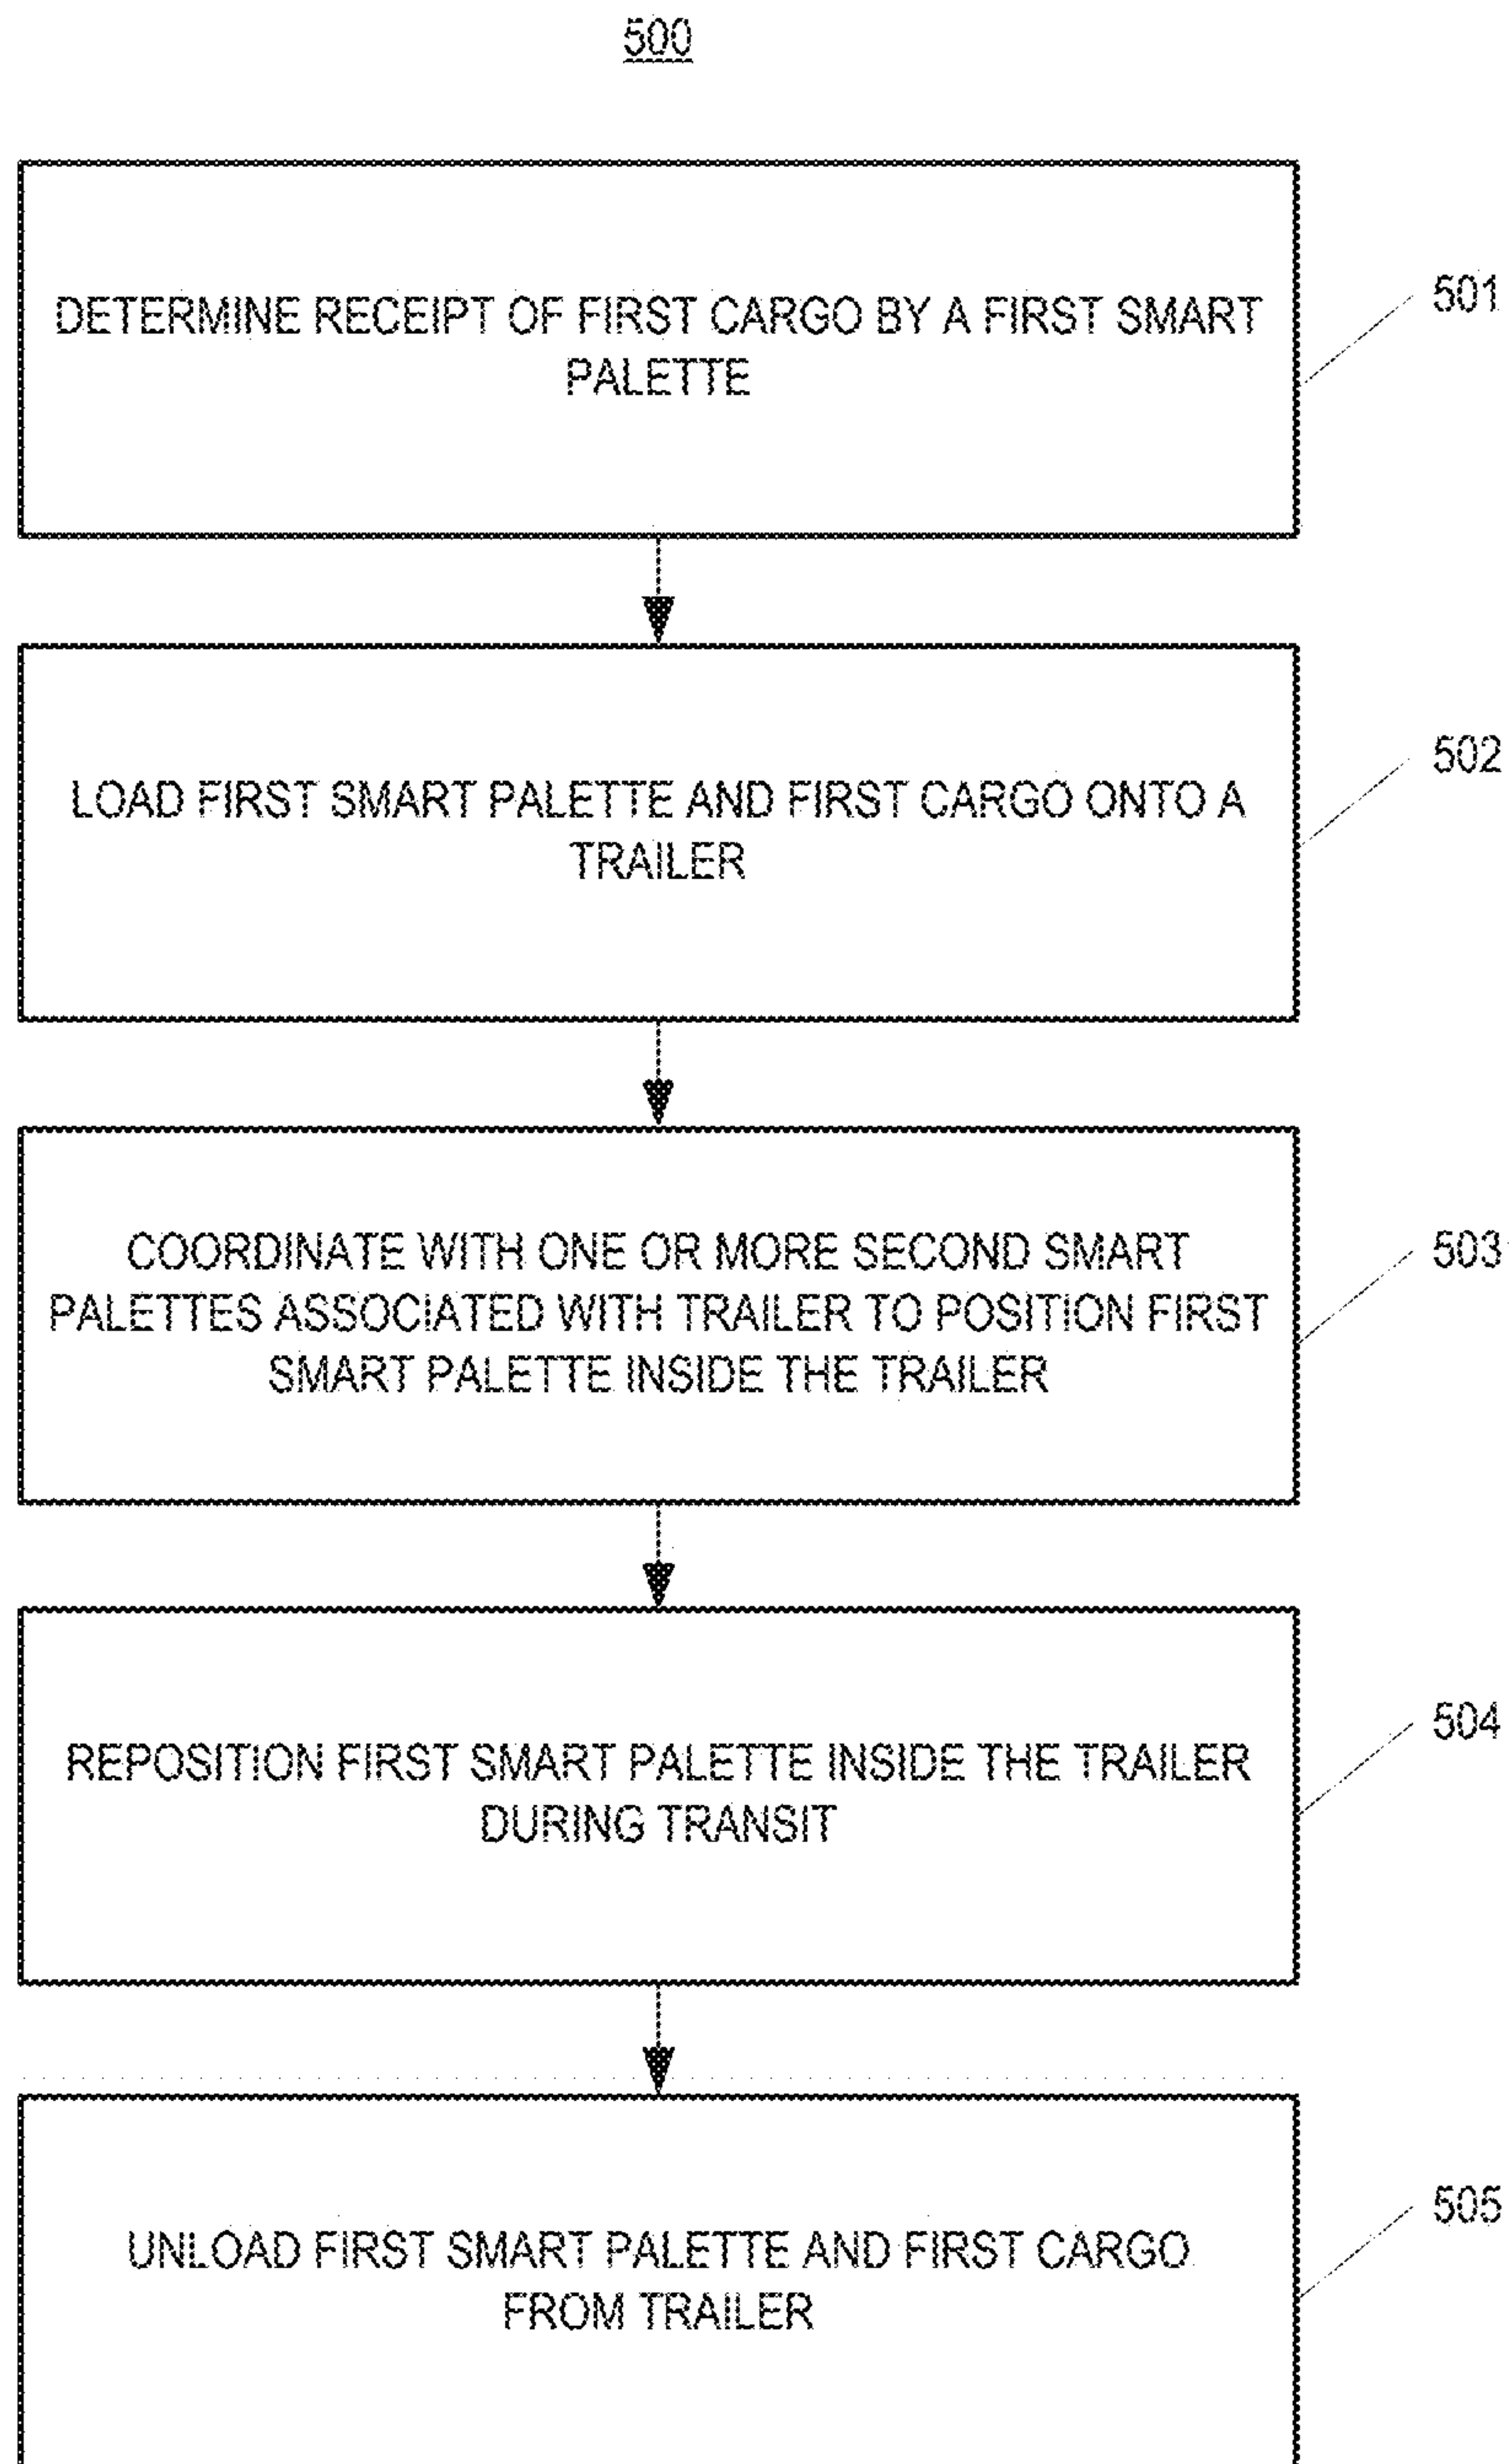 500
DETERMINE RECEIPT OF FIRST CARGO BY A FIRST SMART
PALETTE
501
LOAD FIRST SMART PALETTE AND FIRST CARGO ONTO A
TRAILER
502
COORDINATE WITH ONE OR MORE SECOND SMART
PALETTES ASSOCIATED WITH TRAILER TO POSITION FIRST
SMART PALETTE INSIDE THE TRAILER
503
REPOSITION FIRST SMART PALETTE INSIDE THE TRAILER
DURING TRANSIT
504
UNLOAD FIRST SMART PALETTE AND FIRST CARGO
FROM TRAILER
505